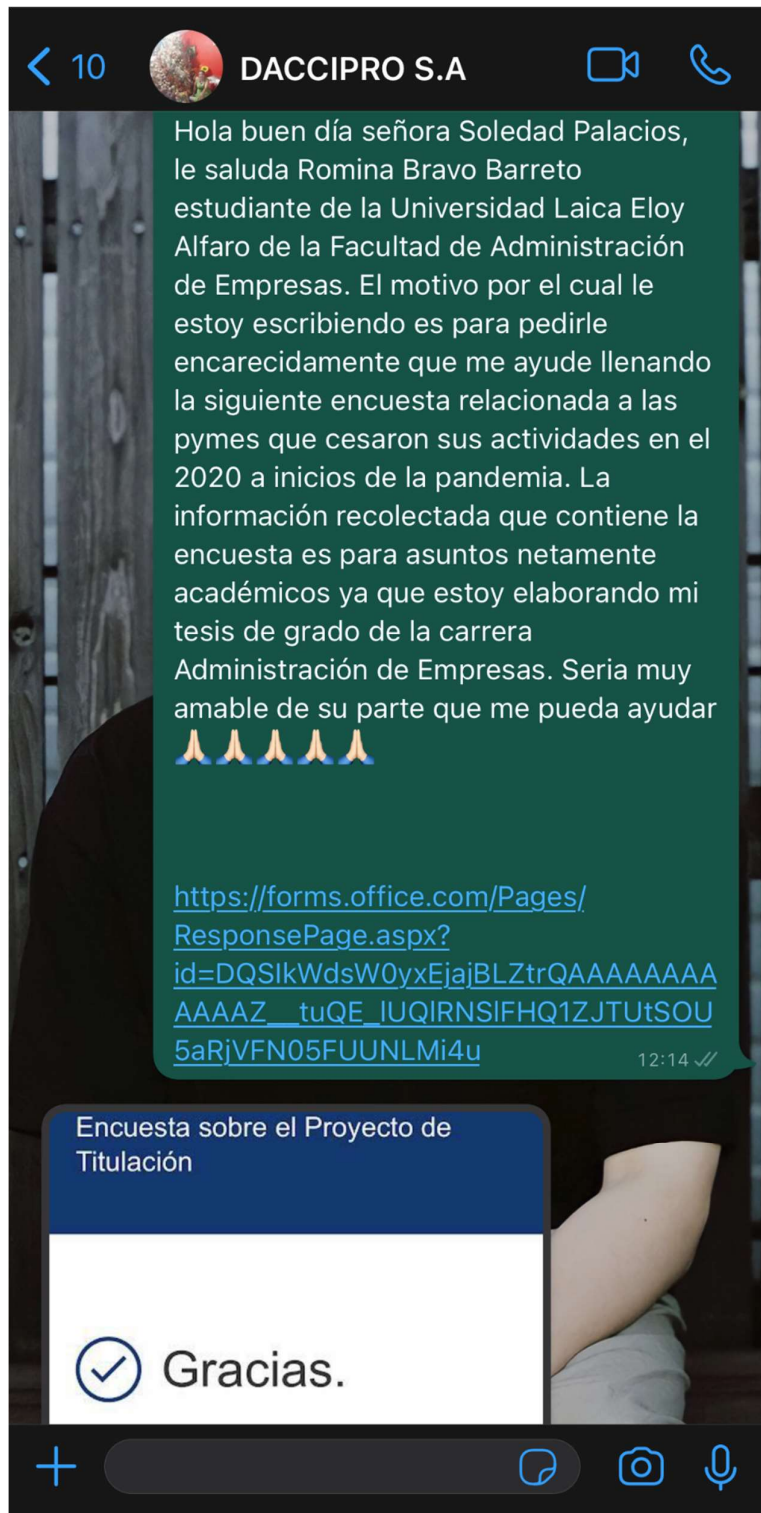 10
DACCIPRO S.A
Hola buen día señora Soledad Palacios,
le saluda Romina Bravo Barreto
estudiante de la Universidad Laica Eloy
Alfaro de la Facultad de Administración
de Empresas. El motivo por el cual le
estoy escribiendo es para pedirle
encarecidamente que me ayude llenando
la siguiente encuesta relacionada a las
pymes que cesaron sus actividades en el
2020 a inicios de la pandemia. La
información recolectada que contiene la
encuesta es para asuntos netamente
académicos ya que estoy elaborando mi
tesis de grado de la carrera
Administración de Empresas. Seria muy
amable de su parte que me pueda ayudar
🙏🏻🙏🏻🙏🏻🙏🏻🙏🏻
https://forms.office.com/Pages/
ResponsePage.aspx?
id=DQSIkWdsW0yxEjajBLZtrQAAAAAAAA
AAAAZ__tuQE_lUQlRNSlFHQ1ZJTUtSOU
5aRjVFN05FUUNLMi4u
12:14
Encuesta sobre el Proyecto de
Titulación
Gracias.